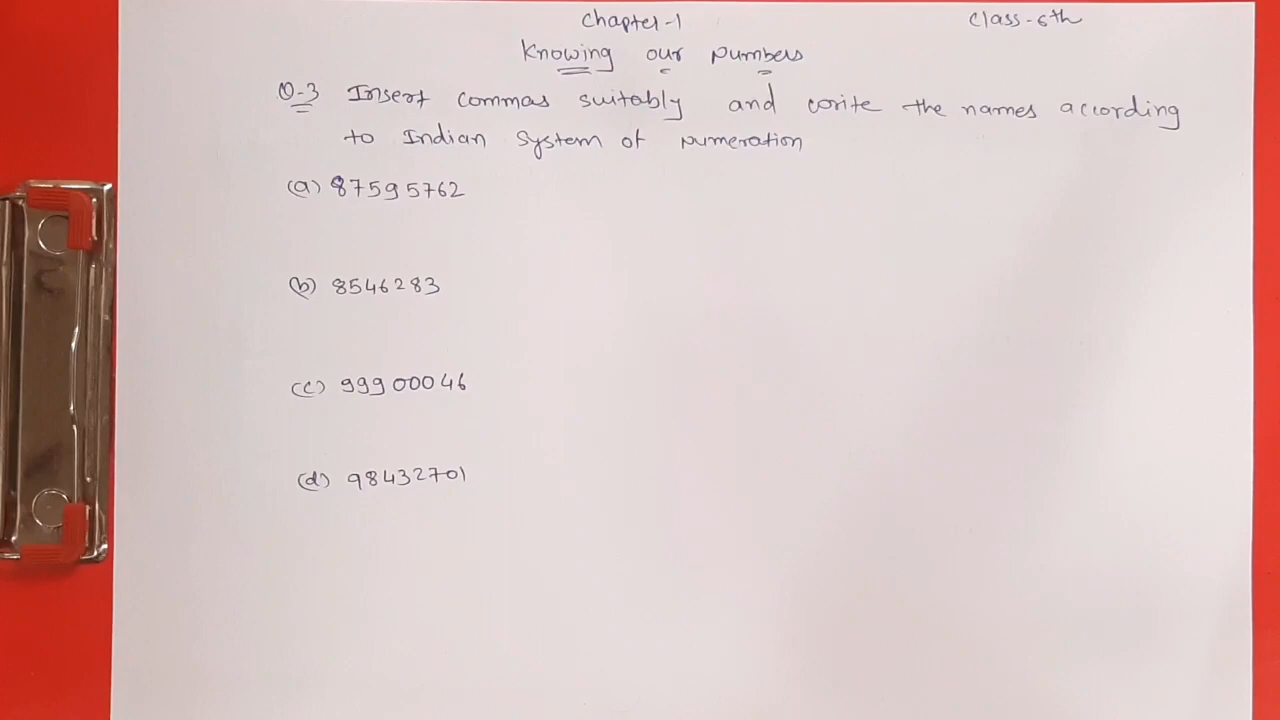 Chapter-1
Class-6th
Knowing our numbers
Q-3 Insert commas suitably and write the names according
to Indian System of numeration
(a) 87595762
(b) 8546283
(c) 99900046
(d) 98432701